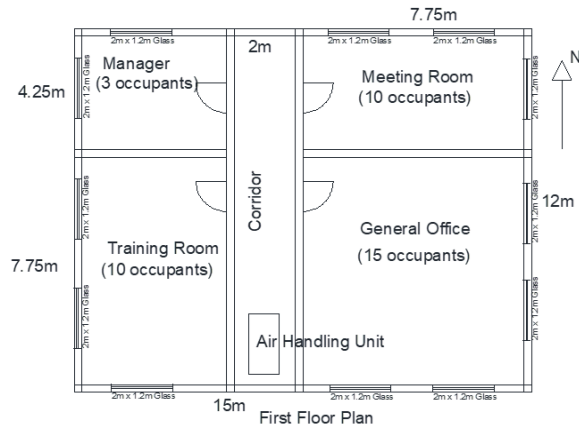 7.75m
2m x 1.2m Glass
2m x 1.2m Glass
2m x 1.2m Glass
N
2m
Manager
(3 occupants)
Meeting Room
(10 occupants)
4.25m
2m x 1.2m Glass
2m x 1.2m Glass
2m x 1.2m Glass
2m x 1.2m Glass
12m
Corridor
General Office
(15 occupants)
Training Room
(10 occupants)
7.75m
2m x 1.2m Glass
2m x 1.2m Glass
Air Handling Unit
2m x 1.2m Glass
2m x 1.2m Glass
2m x 1.2m Glass
15m
First Floor Plan